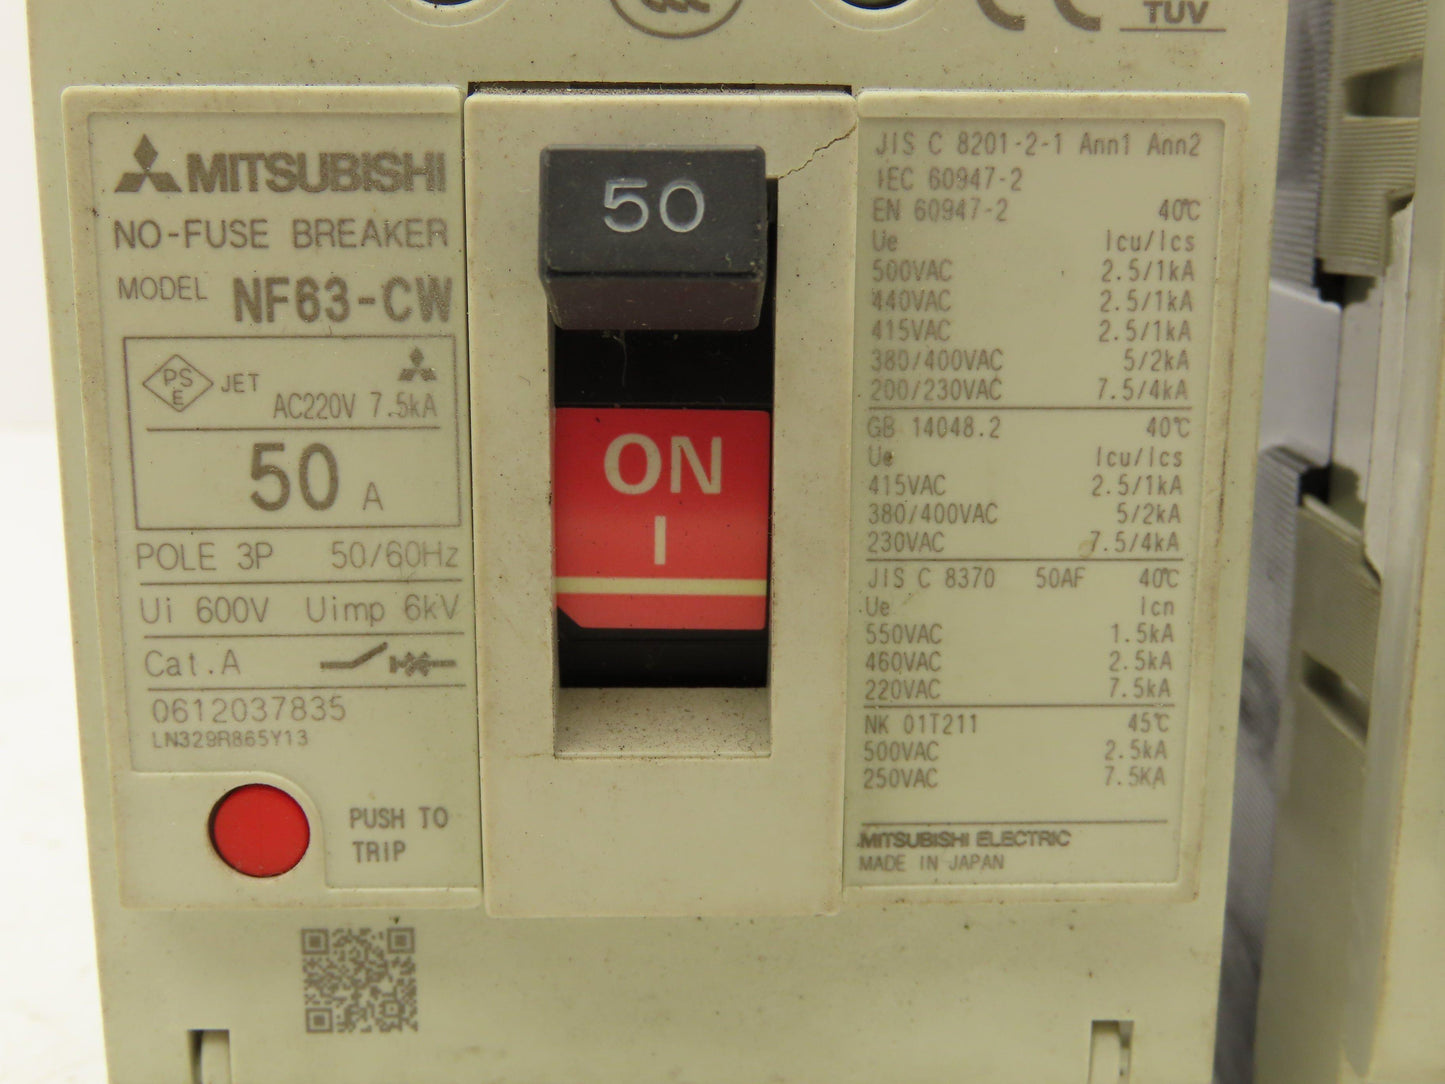 TÜV
MITSUBISHI
NO-FUSE BREAKER
MODEL NF63-CW
PS E JET
AC220V 7.5kA
50 A
POLE 3P 50/60Hz
Ui 600V Uimp 6kV
Cat.A
0612037835
LN329R865Y13
PUSH TO
TRIP
50
ON
I
JIS C 8201-2-1 Ann1 Ann2
IEC 60947-2
EN 60947-2 40℃
Ue Icu/Ics
500VAC 2.5/1kA
440VAC 2.5/1kA
415VAC 2.5/1kA
380/400VAC 5/2kA
200/230VAC 7.5/4kA
GB 14048.2 40℃
Ue Icu/Ics
415VAC 2.5/1kA
380/400VAC 5/2kA
230VAC 7.5/4kA
JIS C 8370 50AF 40℃
Ue Icn
550VAC 1.5kA
460VAC 2.5kA
220VAC 7.5kA
NK 01T211 45℃
500VAC 2.5kA
250VAC 7.5KA
MITSUBISHI ELECTRIC
MADE IN JAPAN